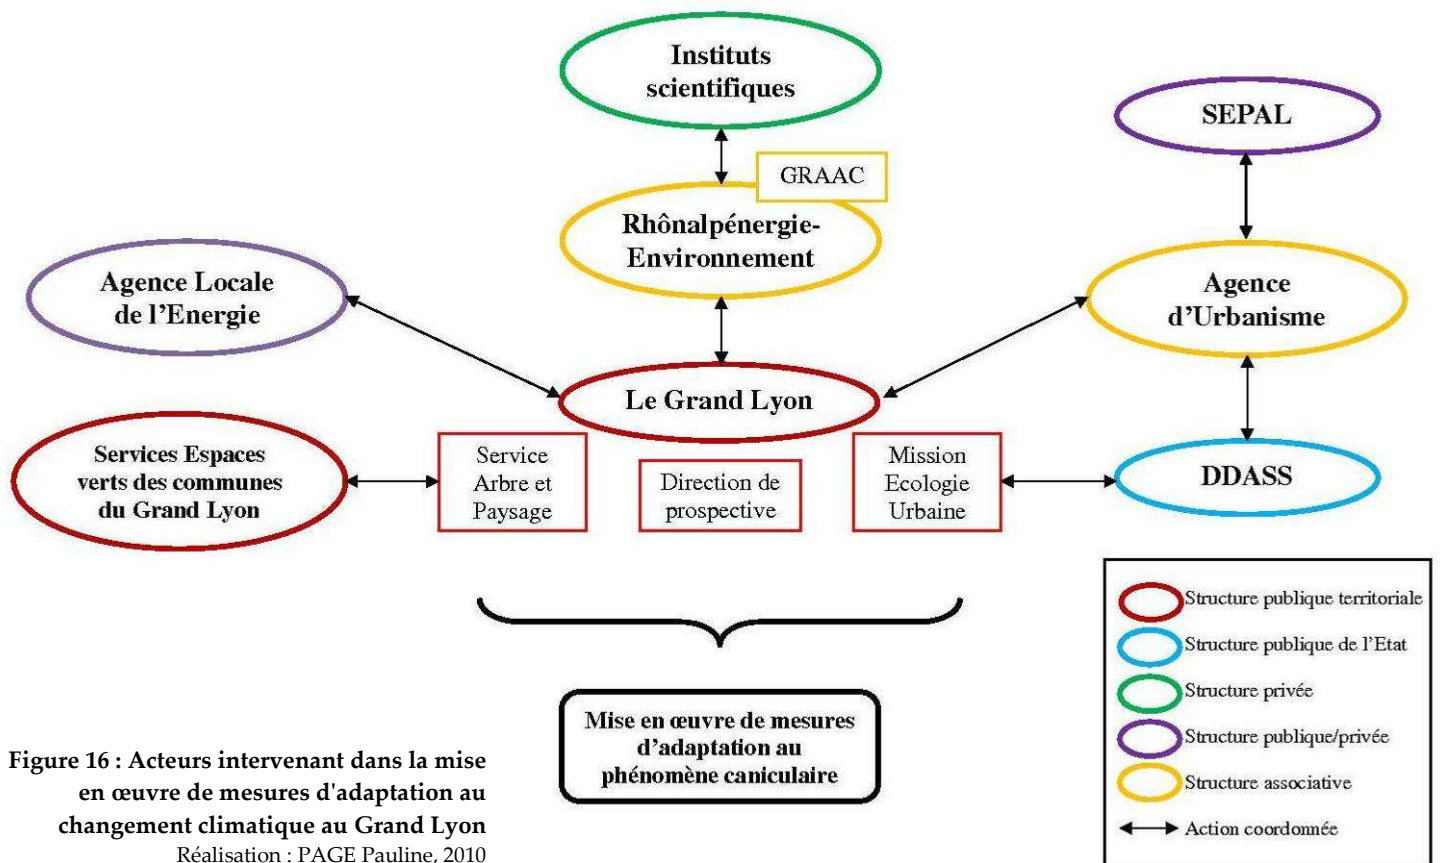 Instituts
scientifiques
SEPAL
GRAAC
Rhônalpénergie-
Environnement
Agence Locale
de l'Energie
Agence
d'Urbanisme
Le Grand Lyon
Services Espaces
verts des communes
du Grand Lyon
Service
Arbre et
Paysage
Direction de
prospective
Mission
Ecologie
Urbaine
DDASS
Structure publique territoriale
Structure publique de l'Etat
Structure privée
Structure publique/privée
Structure associative
Action coordonnée
Mise en œuvre de mesures
d'adaptation au
phénomène caniculaire
Figure 16 : Acteurs intervenant dans la mise
en œuvre de mesures d'adaptation au
changement climatique au Grand Lyon
Réalisation : PAGE Pauline, 2010